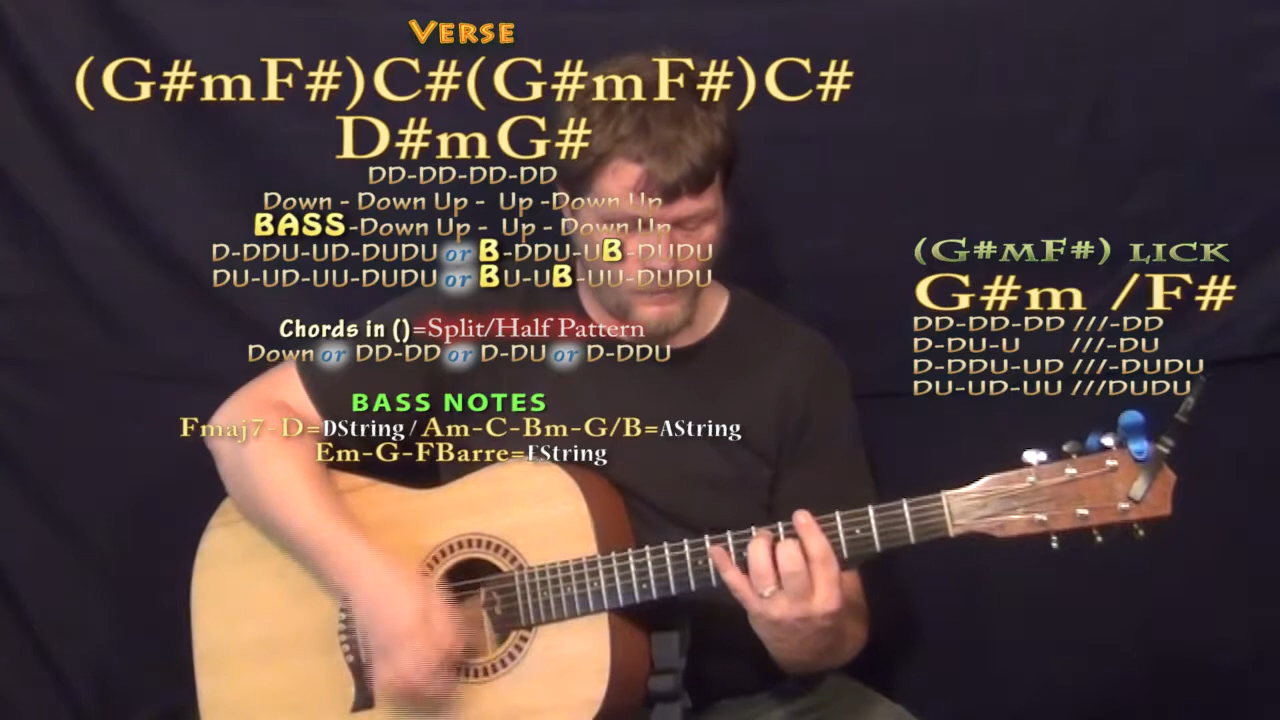 Verse
(G#mF#)C#(G#mF#)C#
D#mG#
DD-DD-DD-DD
Down - Down Up - Up -Down Up
BASS-Down Up - Up - Down Up
D-DDU-UD-DUDU or B-DDU-UB-DUDU
DU-UD-UU-DUDU or BU-UB-UU-DUDU
Chords in ()=Split/Half Pattern
Down or DD-DD or D-DU or D-DDU
BASS NOTES
Fmaj7-D=DString / Am-C-Bm-G/B=AString
Em-G-FBarre=EString
(G#mF#) LICK
G#m /F#
DD-DD-DD ///-DD
D-DU-U ///-DU
D-DDU-UD ///-DUDU
DU-UD-UU ///DUDU